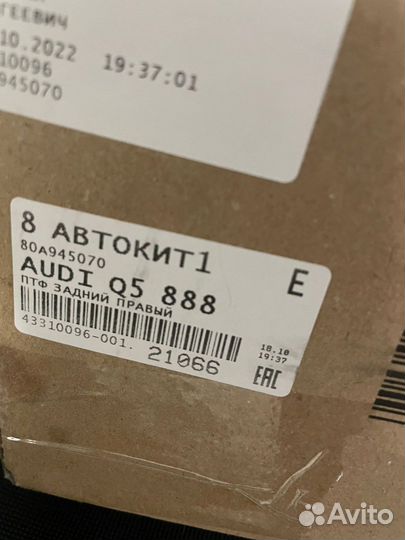 ГЕЕВИЧ
.10.2022 19:37:01
10096
945070
8 АВТОКИТ1
80A945070
AUDI Q5 888
E
ПТФ ЗАДНИЙ ПРАВЫЙ
43310096-001. 21066
18.10
19:37
EAC
Avito